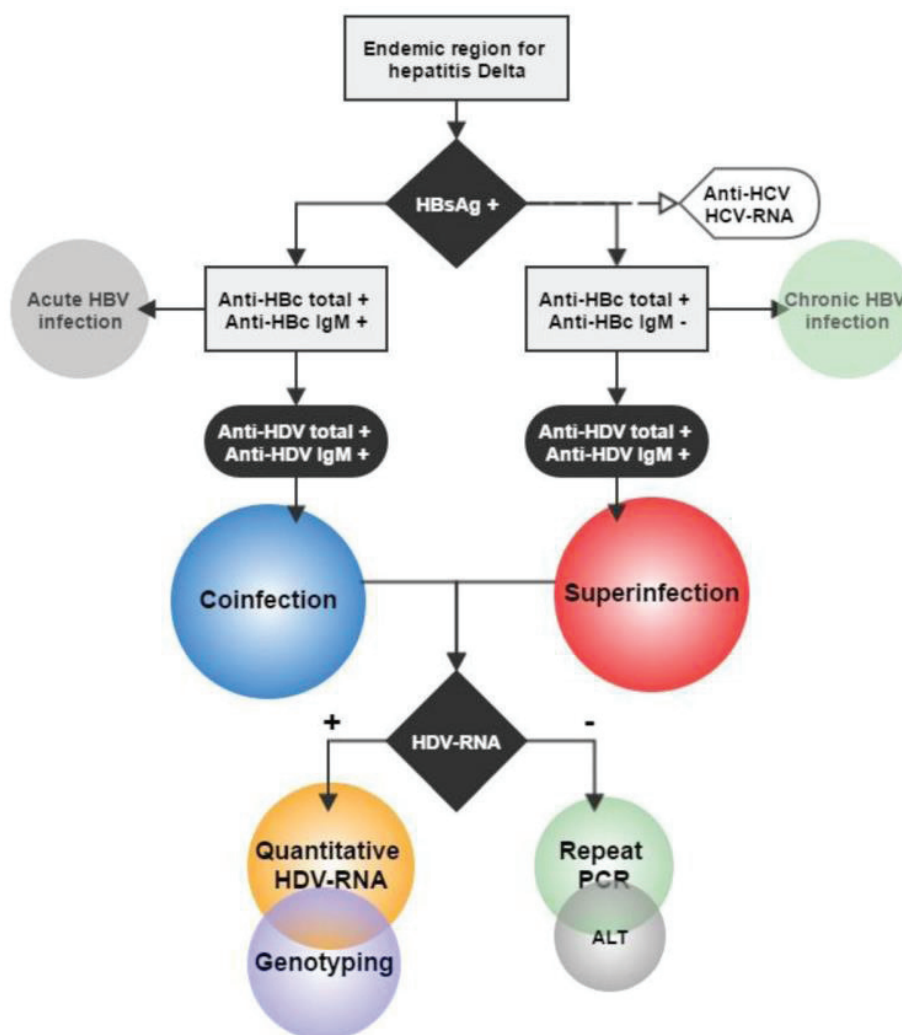 Endemic region for
hepatitis Delta
HBsAg +
Anti-HCV
HCV-RNA
Acute HBV
infection
Anti-HBc total +
Anti-HBc IgM +
Anti-HBc total +
Anti-HBc IgM -
Chronic HBV
infection
Anti-HDV total +
Anti-HDV IgM +
Anti-HDV total +
Anti-HDV IgM +
Coinfection
Superinfection
+
-
HDV-RNA
Quantitative
HDV-RNA
Genotyping
Repeat
PCR
ALT